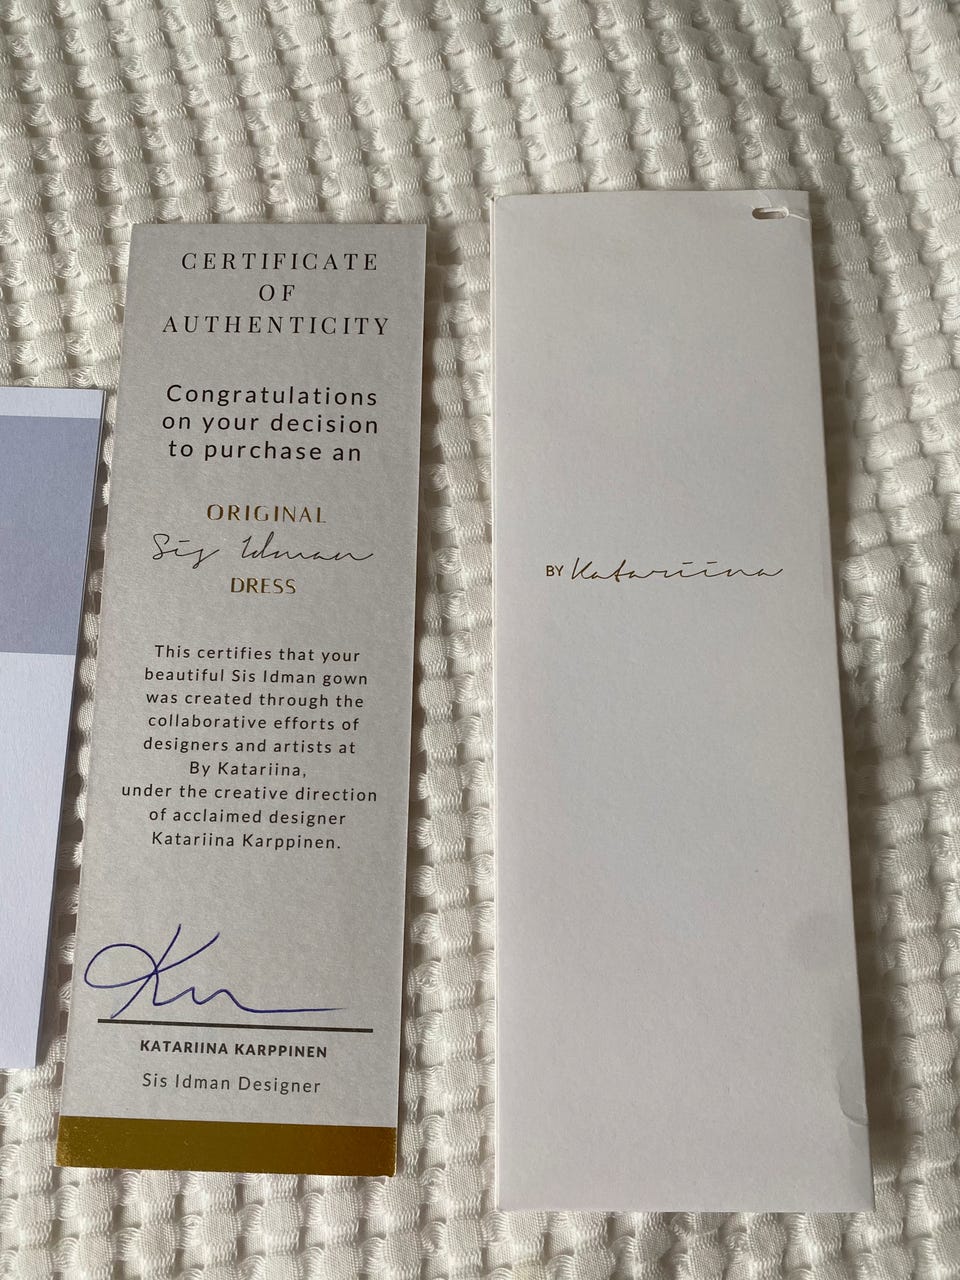 CERTIFICATE
OF
AUTHENTICITY
Congratulations
on your decision
to purchase an
ORIGINAL
Sis Idman
DRESS
This certifies that your
beautiful Sis Idman gown
was created through the
collaborative efforts of
designers and artists at
By Katariina,
under the creative direction
of acclaimed designer
Katariina Karppinen.
KATARIINA KARPPINEN
Sis Idman Designer
BY Katariina